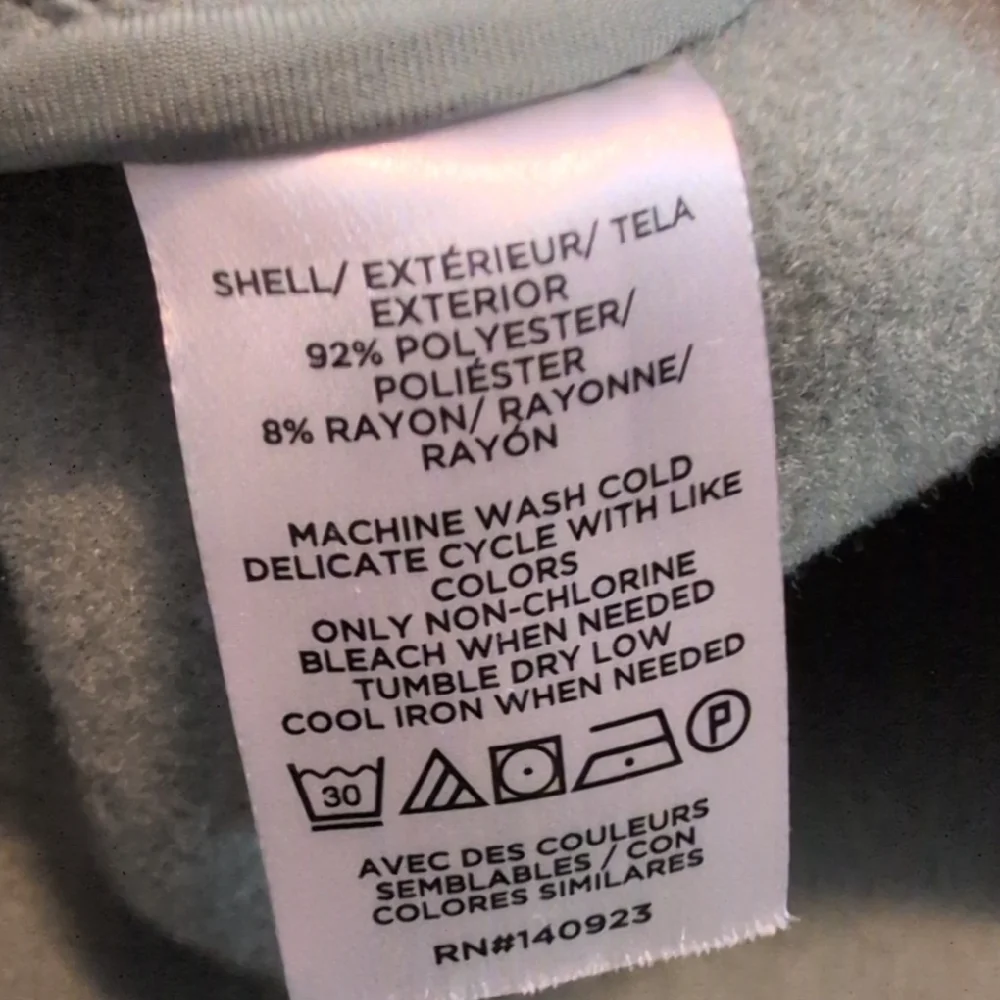 SHELL/ EXTÉRIEUR/ TELA
EXTERIOR
92% POLYESTER/
POLIÉSTER
8% RAYON/ RAYONNE/
RAYÓN
MACHINE WASH COLD
DELICATE CYCLE WITH LIKE
COLORS
ONLY NON-CHLORINE
BLEACH WHEN NEEDED
TUMBLE DRY LOW
COOL IRON WHEN NEEDED
30 P
AVEC DES COULEURS
SEMBLABLES / CON
COLORES SIMILARES
RN#140923